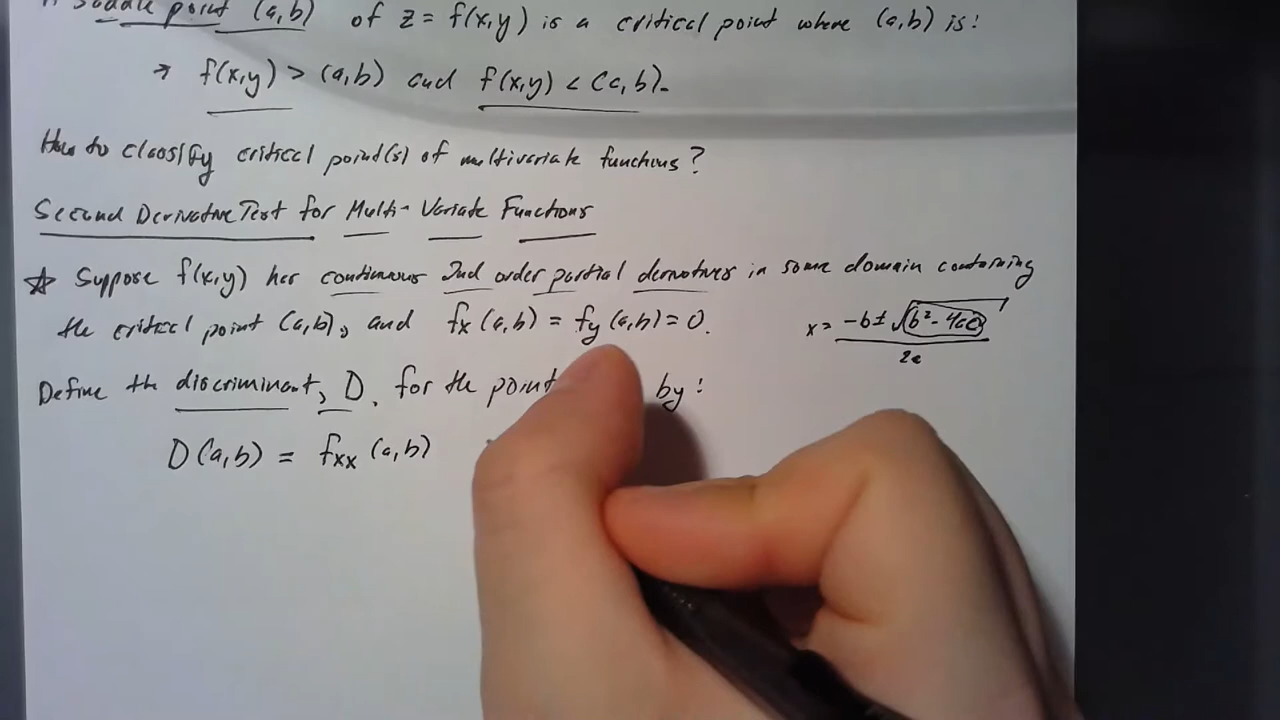 saddle point (a,b) of z = f(x,y) is a critical point where (a,b) is:
→ f(x,y) > (a,b) and f(x,y) < (a,b).
How to classify critical point(s) of multivariate functions?
Second Derivative Test for Multi-Variate Functions
☆ Suppose f(x,y) has continuous 2nd order partial derivatives in some domain containing
the critical point (a,b), and fx (a,b) = fy (a,b) = 0.
x = -b ± √b² - 4ac / 2a
Define the discriminant, D, for the point by:
D(a,b) = fxx (a,b)